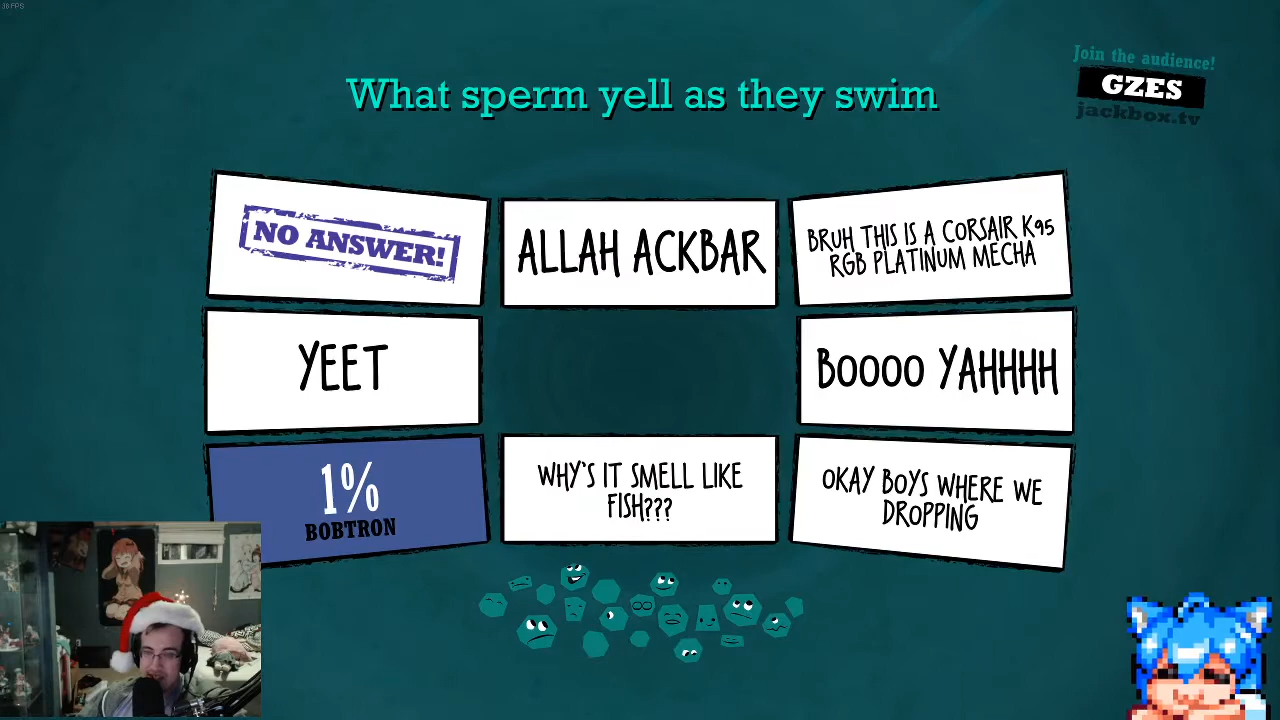 38 FPS
What sperm yell as they swim
Join the audience!
GZES
jackbox.tv
NO ANSWER!
ALLAH ACKBAR
BRUH THIS IS A CORSAIR K95
RGB PLATINUM MECHA
YEET
BOOOO YAHHHH
1%
BOBTRON
WHY'S IT SMELL LIKE
FISH???
OKAY BOYS WHERE WE
DROPPING